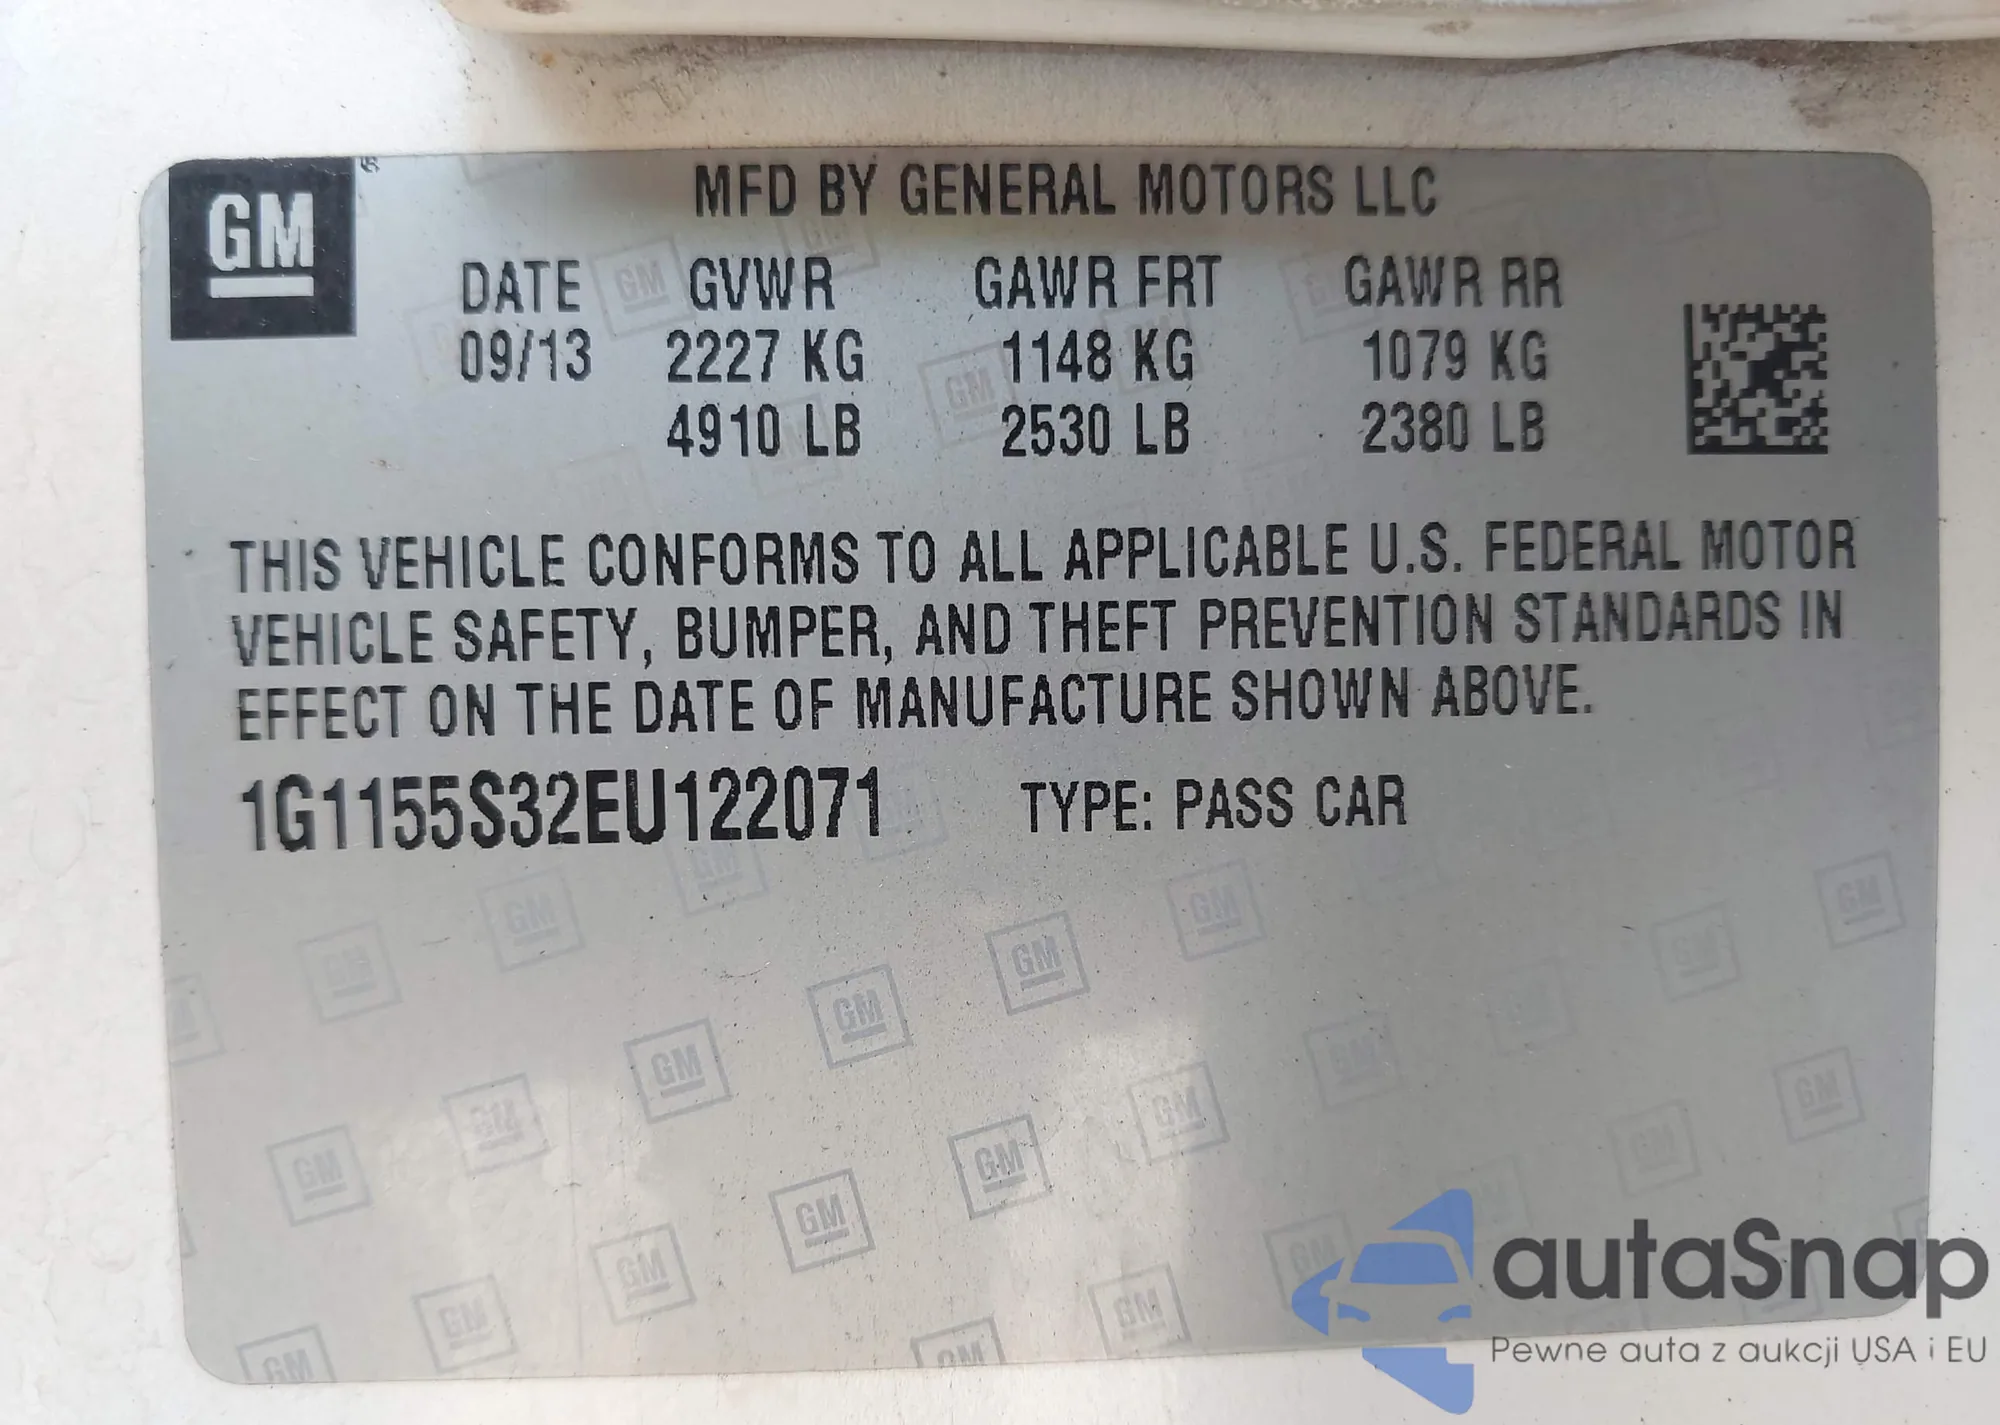 GM
MFD BY GENERAL MOTORS LLC
DATE GVWR GAWR FRT GAWR RR
09/13 2227 KG 1148 KG 1079 KG
4910 LB 2530 LB 2380 LB
THIS VEHICLE CONFORMS TO ALL APPLICABLE U.S. FEDERAL MOTOR
VEHICLE SAFETY, BUMPER, AND THEFT PREVENTION STANDARDS IN
EFFECT ON THE DATE OF MANUFACTURE SHOWN ABOVE.
1G1155S32EU122071 TYPE: PASS CAR
autaSnap
Pewne auta z aukcji USA i EU